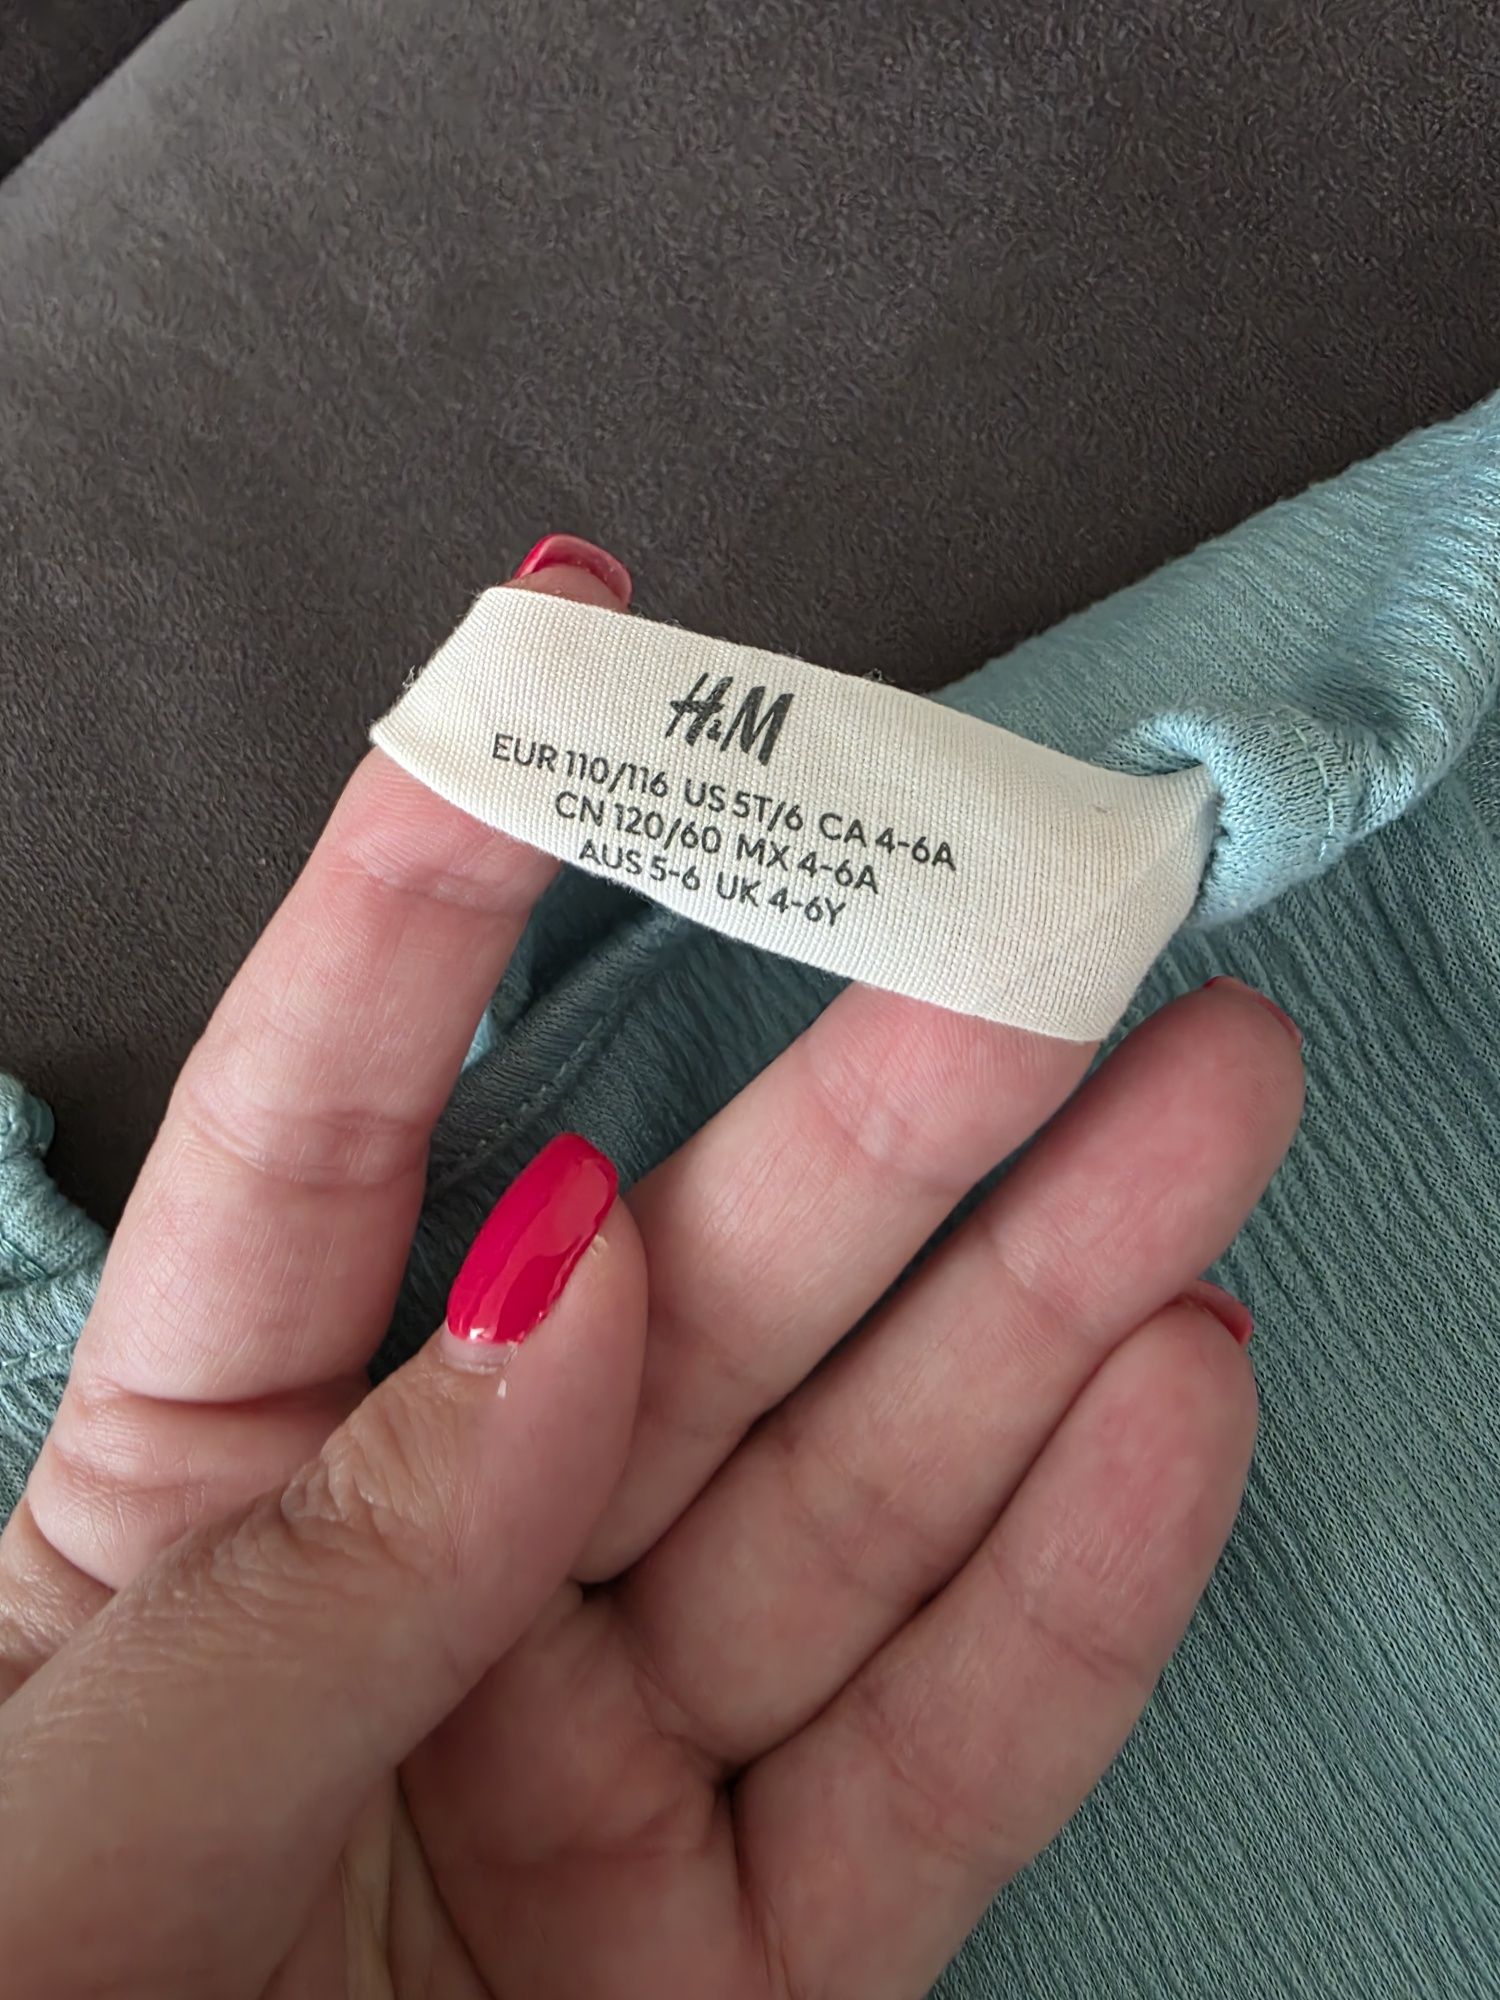 H&M
EUR 110/116 US 5T/6 CA 4-6A
CN 120/60 MX 4-6A
AUS 5-6 UK 4-6Y